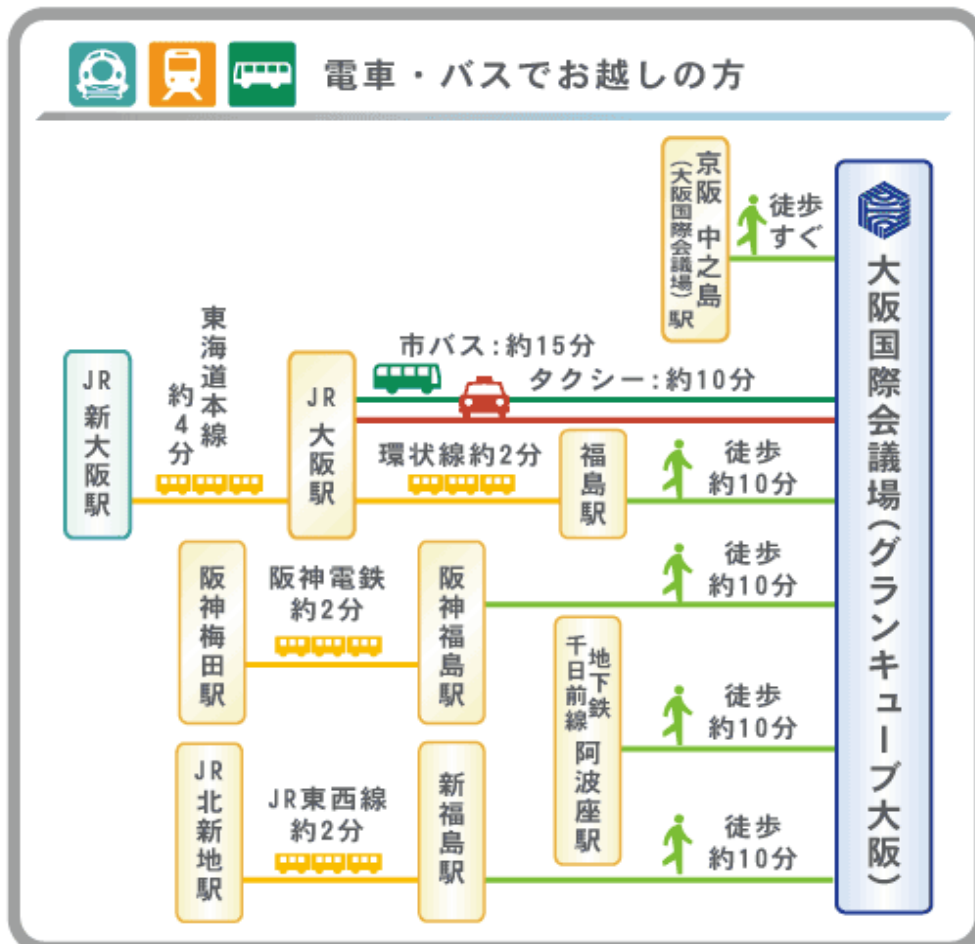 電車・バスでお越しの方
京阪 中之島
(大阪国際会議場)駅
徒歩
すぐ
大阪国際会議場(グランキューブ大阪)
JR 新大阪駅
東海道本線
約4分
JR 大阪駅
市バス:約15分
タクシー:約10分
環状線約2分
福島駅
徒歩
約10分
阪神梅田駅
阪神電鉄
約2分
阪神福島駅
徒歩
約10分
地下鉄
千日前線
阿波座駅
徒歩
約10分
JR北新地駅
JR東西線
約2分
新福島駅
徒歩
約10分